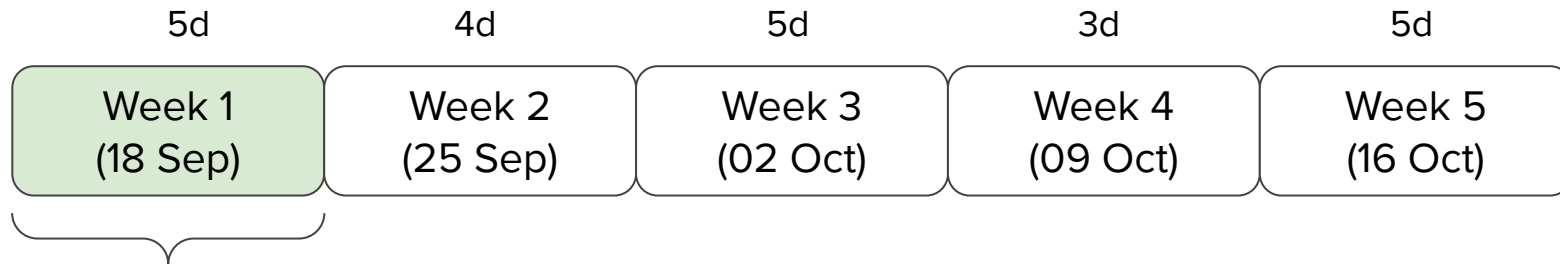 5d 4d 5d 3d 5d
Week 1 Week 2 Week 3 Week 4 Week 5
(18 Sep) (25 Sep) (02 Oct) (09 Oct) (16 Oct)